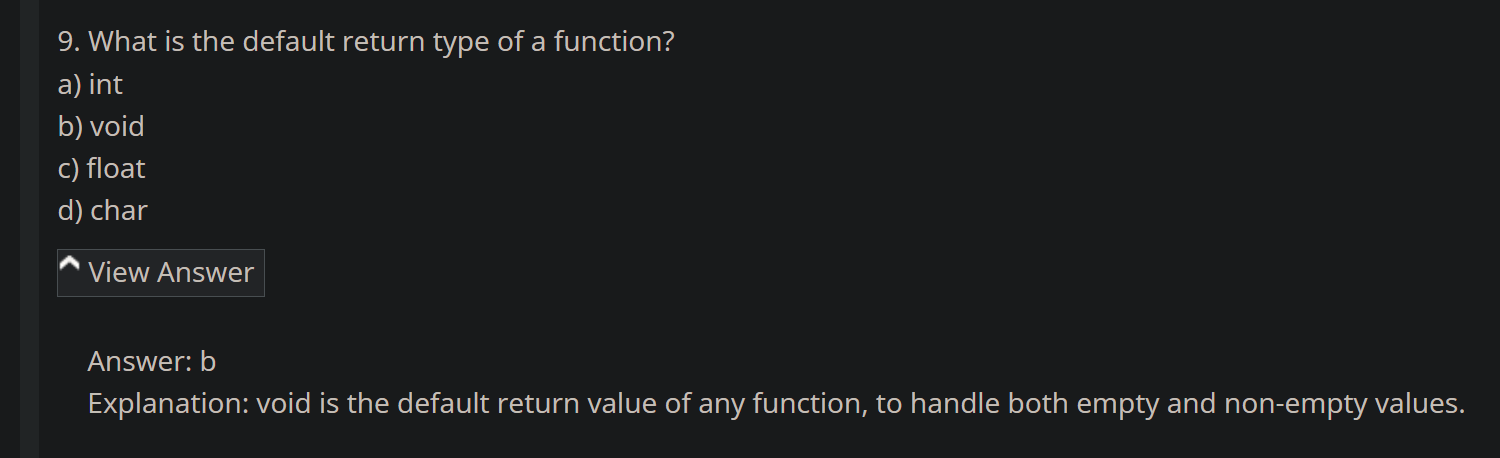 9. What is the default return type of a function?
a) int
b) void
c) float
d) char
View Answer
Answer: b
Explanation: void is the default return value of any function, to handle both empty and non-empty values.